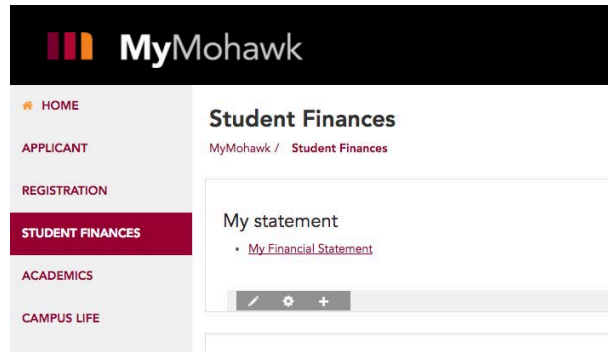 MyMohawk
HOME
APPLICANT
REGISTRATION
STUDENT FINANCES
ACADEMICS
CAMPUS LIFE
Student Finances
MyMohawk / Student Finances
My statement
My Financial Statement